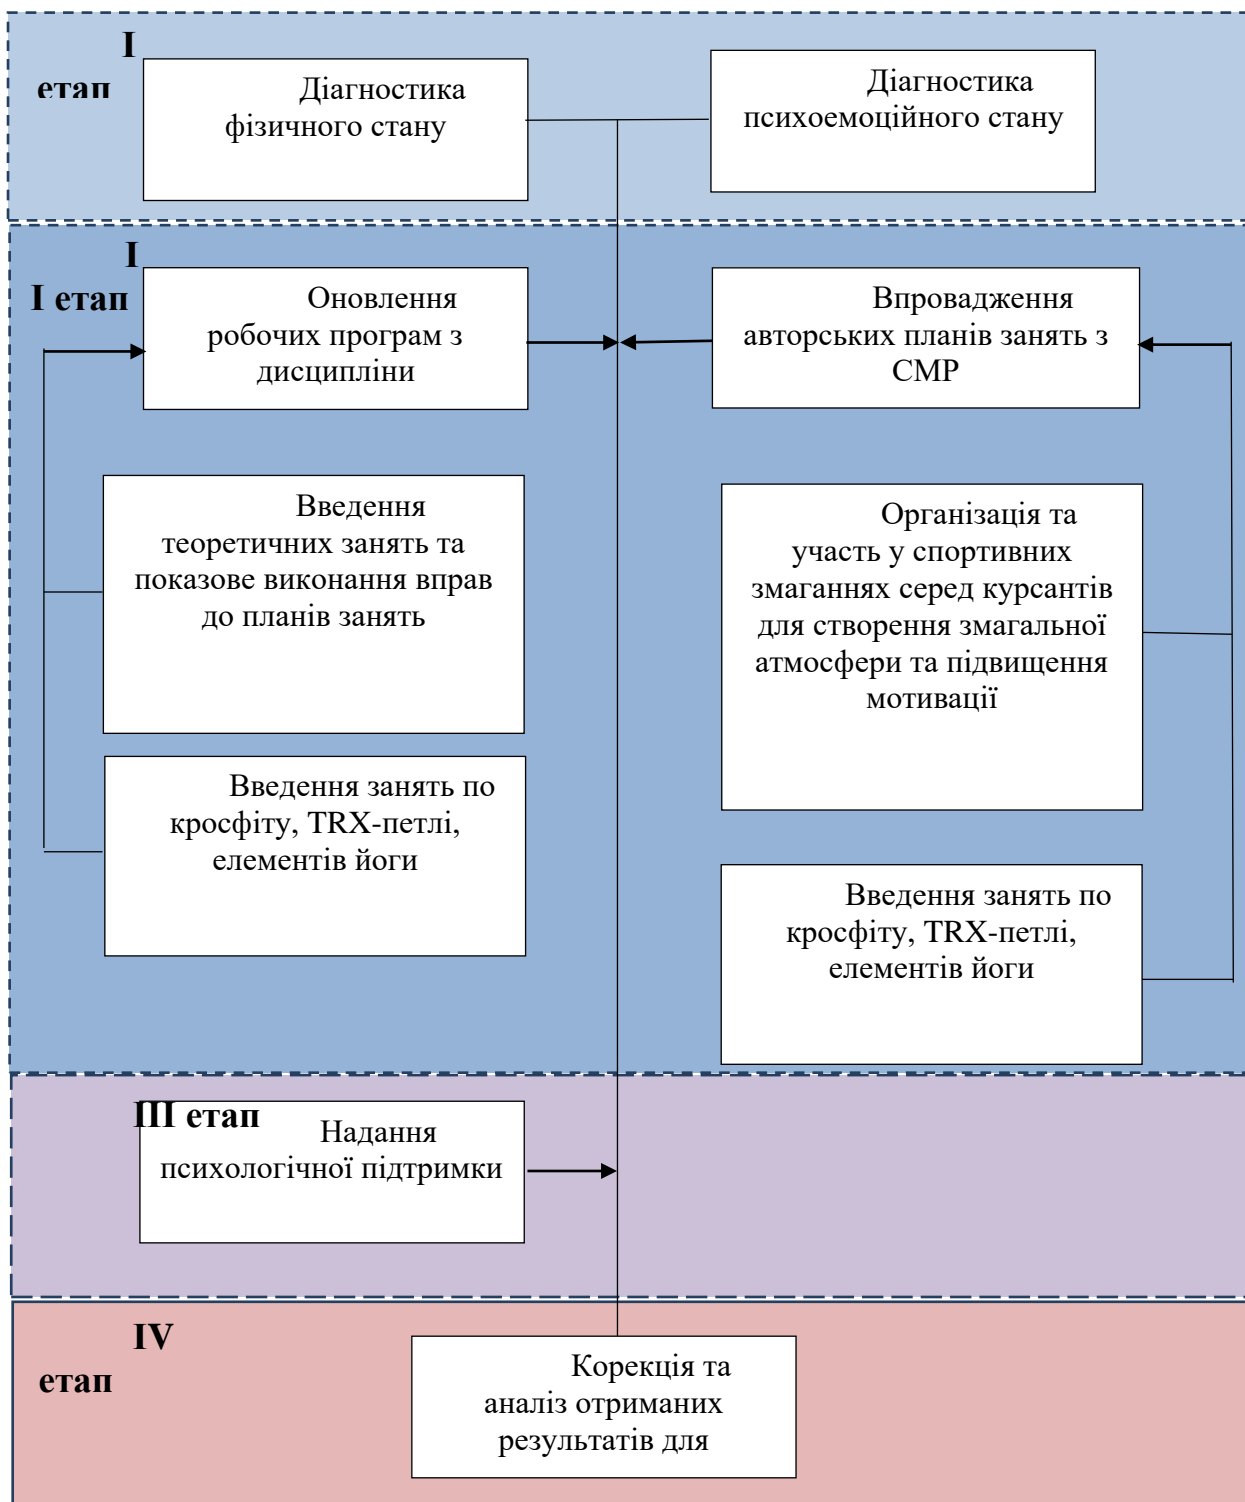 I
етап
Діагностика
фізичного стану
Діагностика
психоемоційного стану
I
I етап
Оновлення
робочих програм з
дисципліни
Впровадження
авторських планів занять з
СМР
Введення
теоретичних занять та
показове виконання вправ
до планів занять
Організація та
участь у спортивних
змаганнях серед курсантів
для створення змагальної
атмосфери та підвищення
мотивації
Введення занять по
кросфіту, TRX-петлі,
елементів йоги
Введення занять по
кросфіту, TRX-петлі,
елементів йоги
III етап
Надання
психологічної підтримки
IV
етап
Корекція та
аналіз отриманих
результатів для